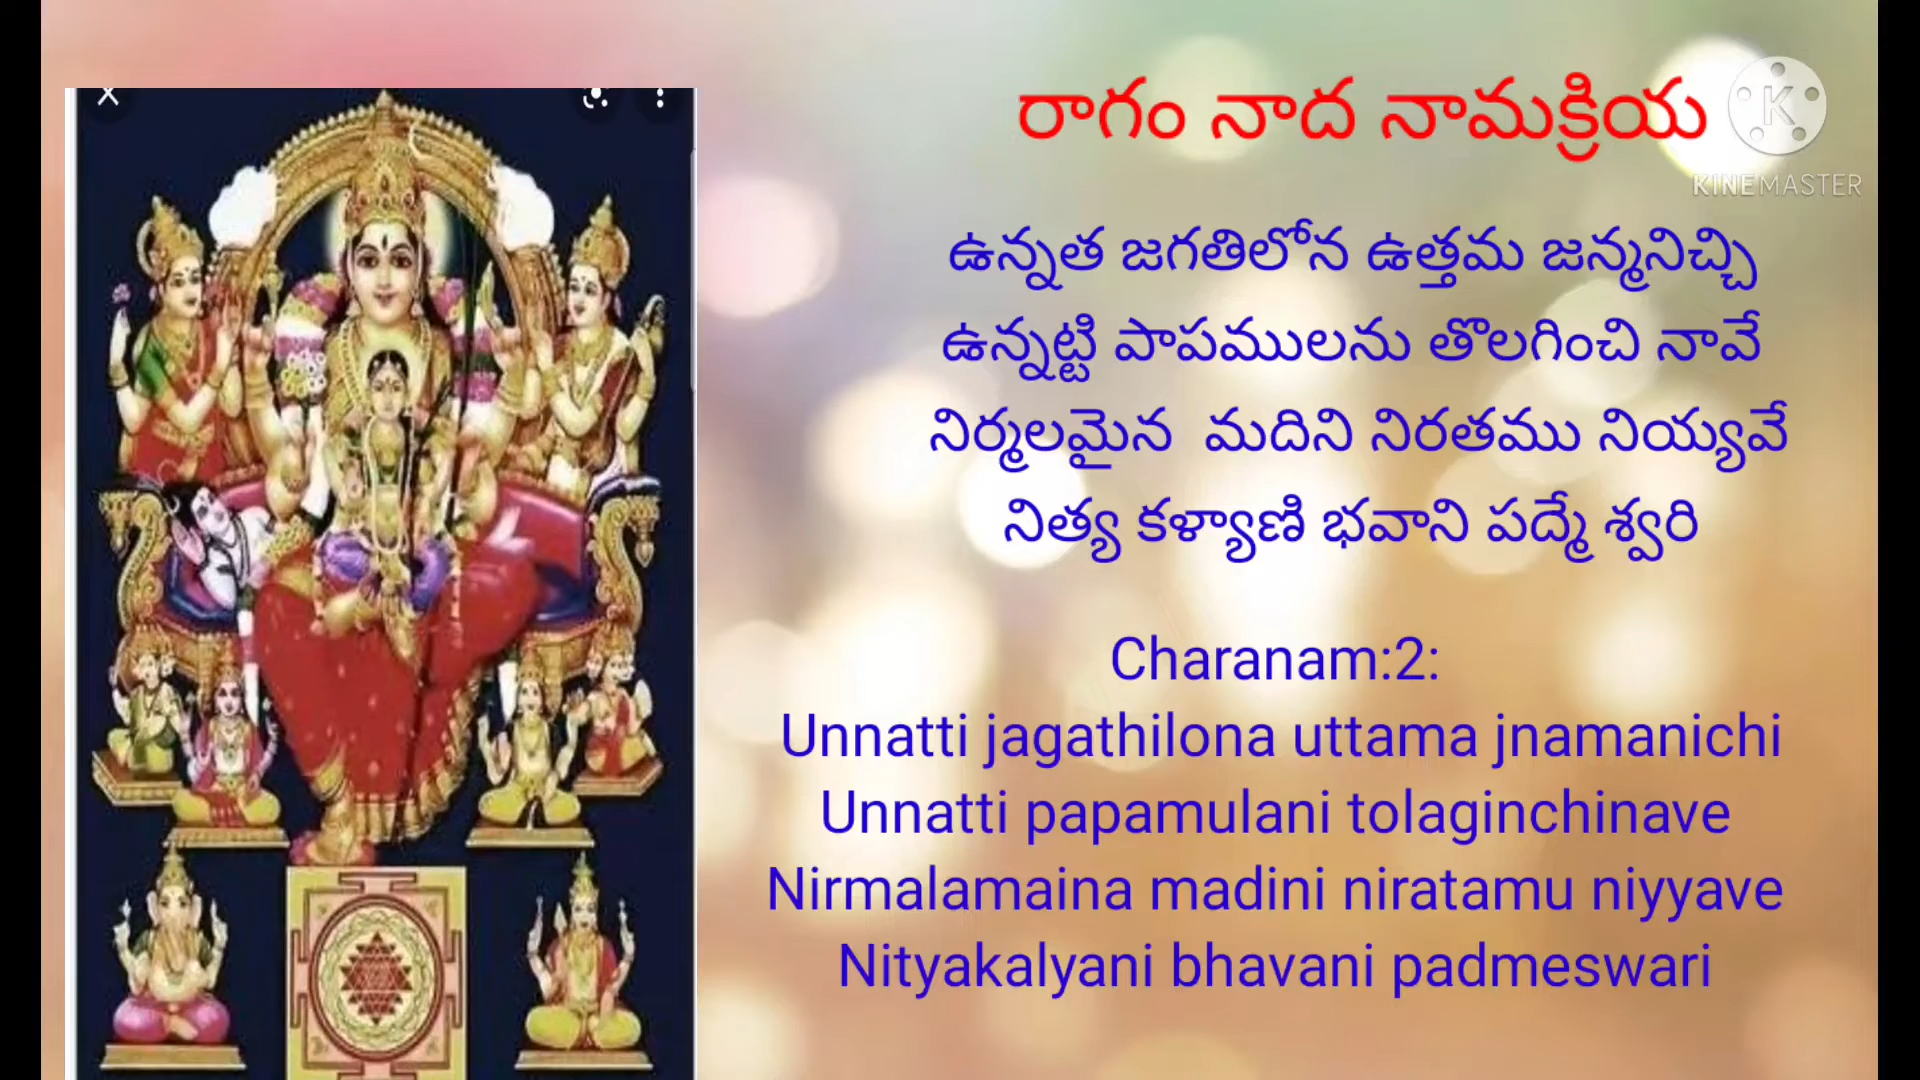 రాగం నాద నామక్రియ
KINEMASTER
ఉన్నత జగతిలోన ఉత్తమ జన్మనిచ్చి
ఉన్నట్టి పాపములను తొలగించి నావే
నిర్మలమైన మదిని నిరతము నియ్యవే
నిత్య కళ్యాణి భవాని పద్మే శ్వరి
Charanam:2:
Unnatti jagathilona uttama jnamanichi
Unnatti papamulani tolaginchinave
Nirmalamaina madini niratamu niyyave
Nityakalyani bhavani padmeswari